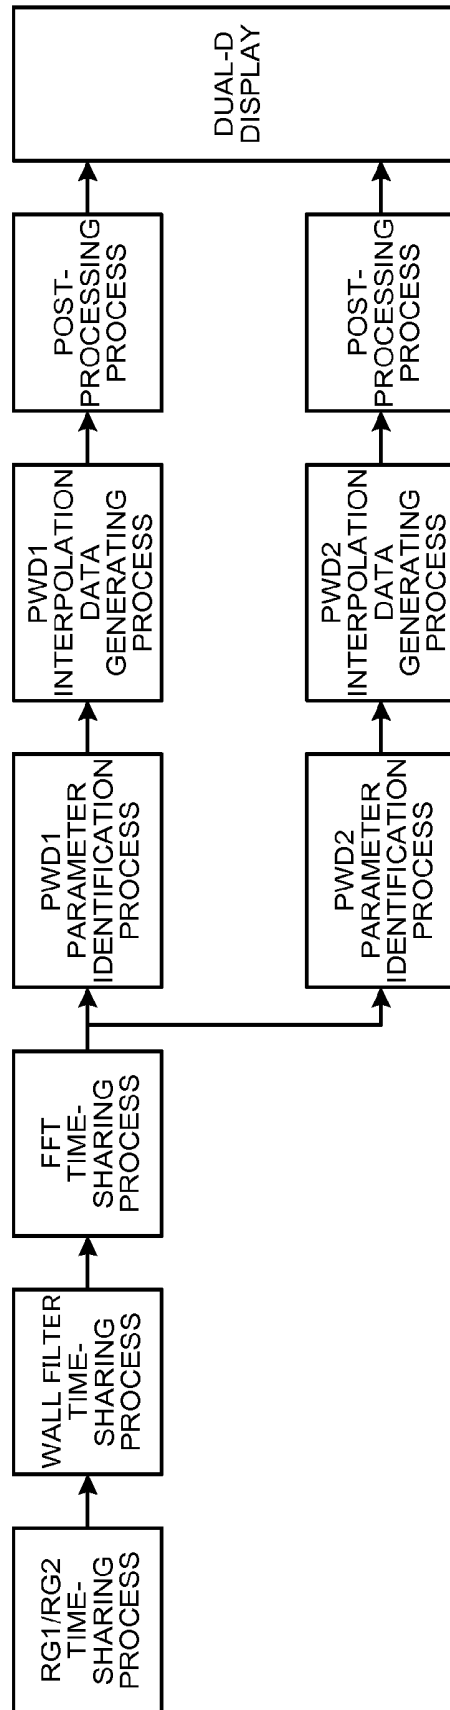 RG1/RG2
TIME-
SHARING
PROCESS
WALL FILTER
TIME-
SHARING
PROCESS
FFT
TIME-
SHARING
PROCESS
PWD1
PARAMETER
IDENTIFICATION
PROCESS
PWD1
INTERPOLATION
DATA
GENERATING
PROCESS
POST-
PROCESSING
PROCESS
PWD2
PARAMETER
IDENTIFICATION
PROCESS
PWD2
INTERPOLATION
DATA
GENERATING
PROCESS
POST-
PROCESSING
PROCESS
DUAL-D
DISPLAY